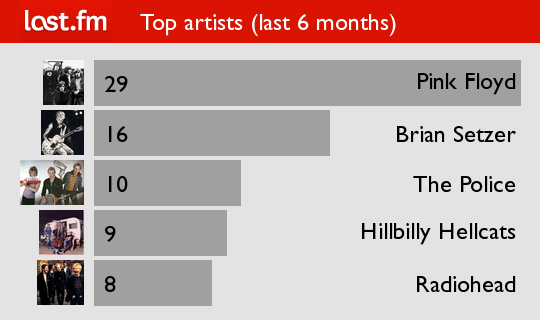 last.fm Top artists (last 6 months)
29 Pink Floyd
16 Brian Setzer
10 The Police
9 Hillbilly Hellcats
8 Radiohead